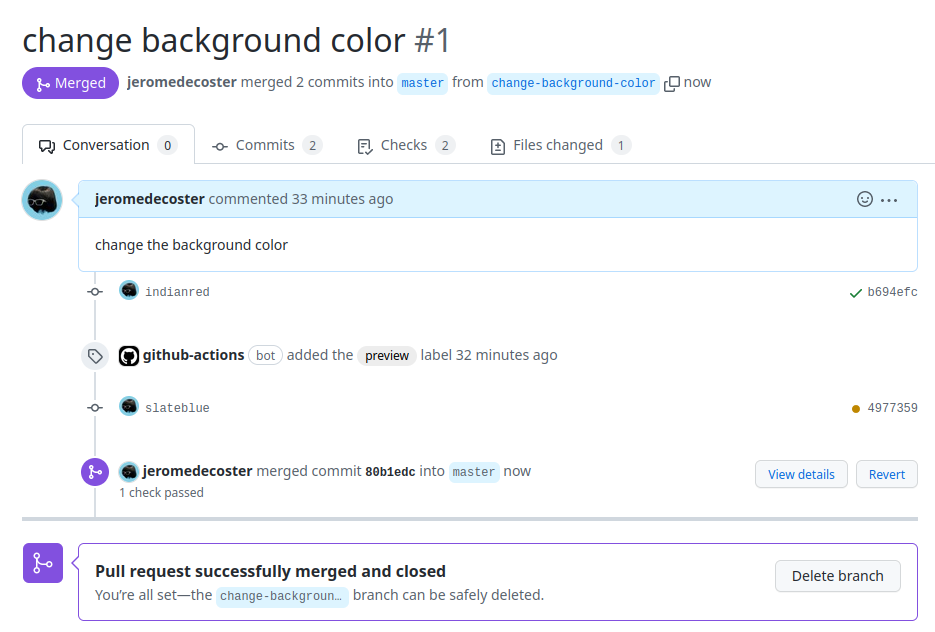 change background color #1
Merged jeromedecoster merged 2 commits into master from change-background-color now
Conversation 0 Commits 2 Checks 2 Files changed 1
jeromedecoster commented 33 minutes ago
change the background color
indianred b694efc
github-actions bot added the preview label 32 minutes ago
slateblue 4977359
jeromedecoster merged commit 80b1edc into master now View details Revert
1 check passed
Pull request successfully merged and closed
You're all set—the change-backgroun… branch can be safely deleted. Delete branch